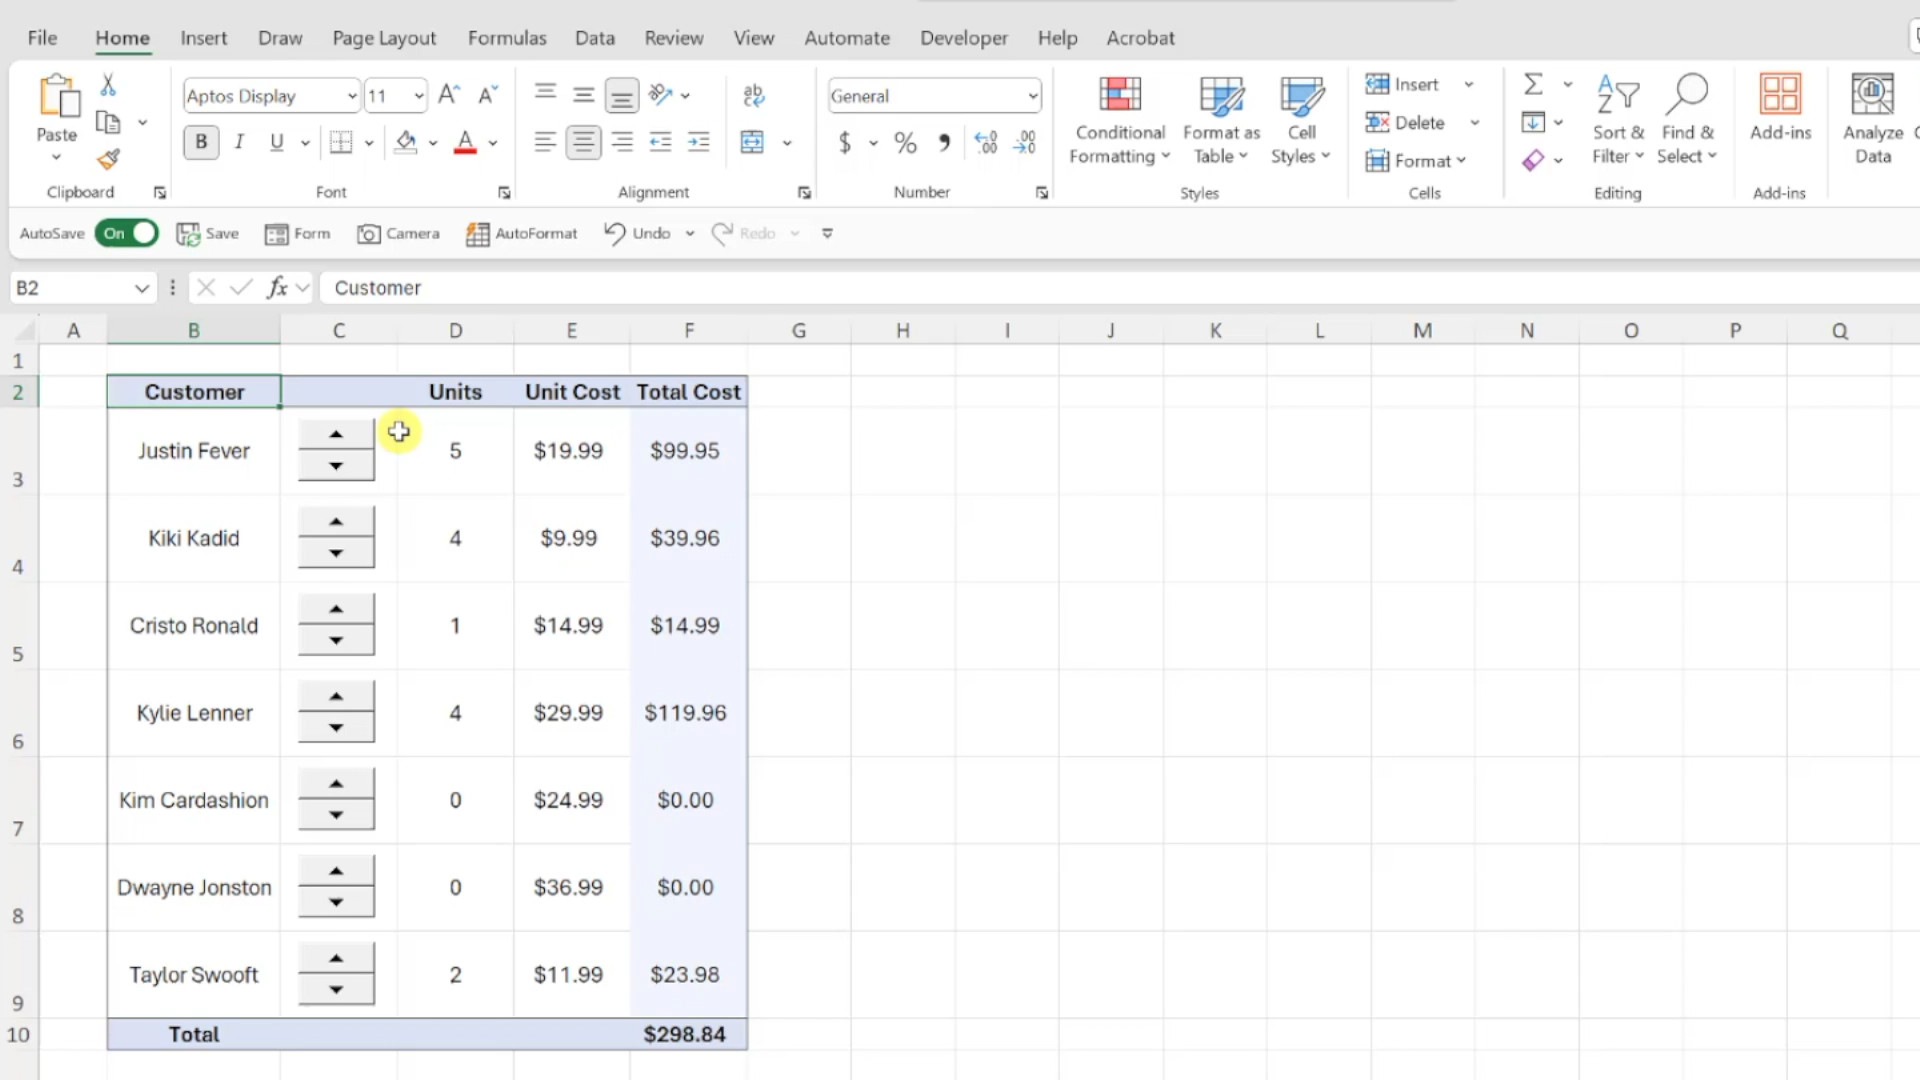 File Home Insert Draw Page Layout Formulas Data Review View Automate Developer Help Acrobat
Paste
Clipboard
Aptos Display 11 A A
B I U A
Font
ab
Alignment
General
$ % , .00 .00
Number
Conditional Formatting
Format as Table
Cell Styles
Styles
Insert
Delete
Format
Cells
Σ
Sort & Filter
Find & Select
Editing
Add-ins
Add-ins
Analyze Data
AutoSave On Save Form Camera AutoFormat Undo Redo
B2 fx Customer
A B C D E F G H I J K L M N O P Q
1
2 Customer Units Unit Cost Total Cost
3 Justin Fever 5 $19.99 $99.95
4 Kiki Kadid 4 $9.99 $39.96
5 Cristo Ronald 1 $14.99 $14.99
6 Kylie Lenner 4 $29.99 $119.96
7 Kim Cardashion 0 $24.99 $0.00
8 Dwayne Jonston 0 $36.99 $0.00
9 Taylor Swooft 2 $11.99 $23.98
10 Total $298.84